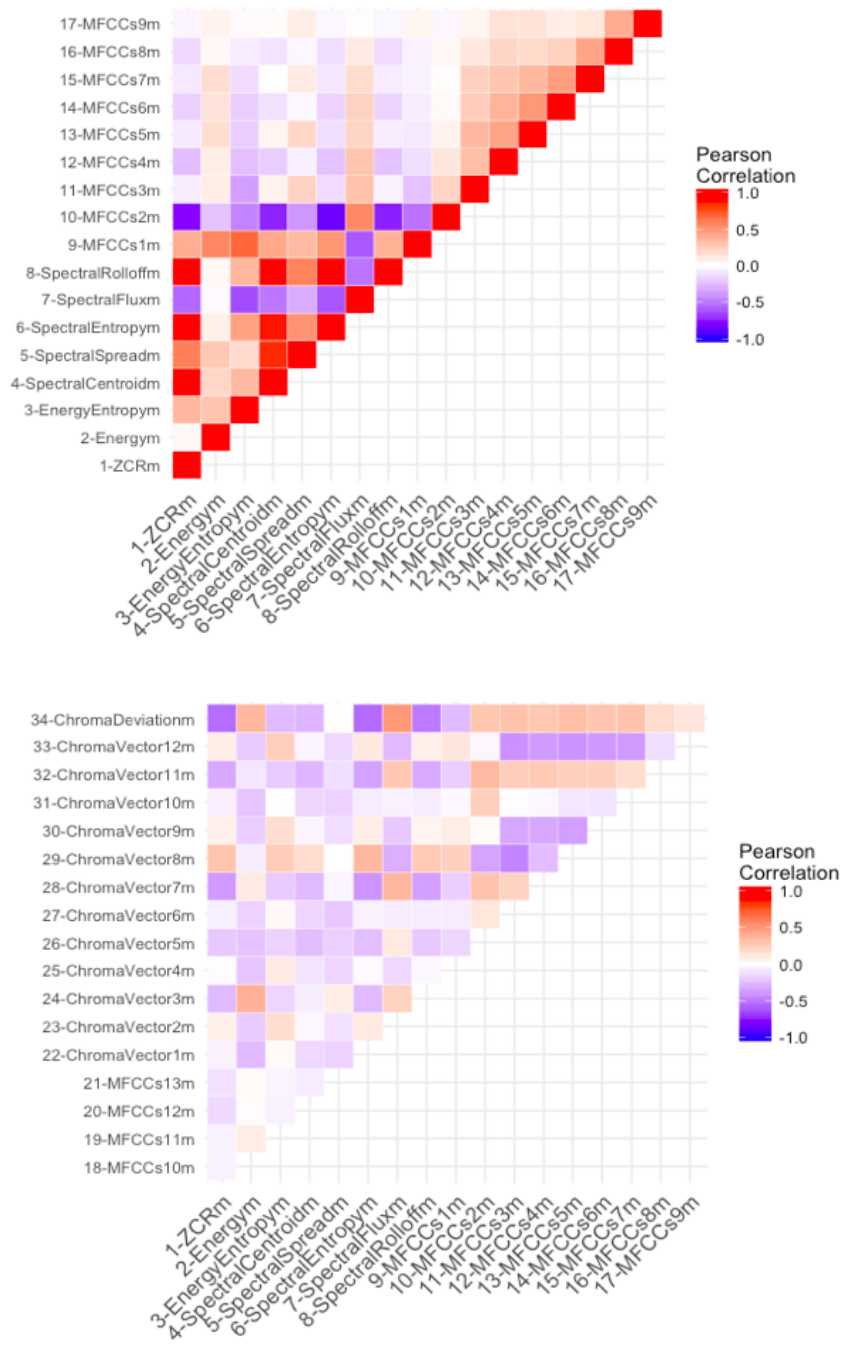 17-MFCCs9m
16-MFCCs8m
15-MFCCs7m
14-MFCCs6m
13-MFCCs5m
12-MFCCs4m
11-MFCCs3m
10-MFCCs2m
9-MFCCs1m
8-SpectralRolloffm
7-SpectralFluxm
6-SpectralEntropym
5-SpectralSpreadm
4-SpectralCentroidm
3-EnergyEntropym
2-Energym
1-ZCRm
1-ZCRm
2-Energym
3-EnergyEntropym
4-SpectralCentroidm
5-SpectralSpreadm
6-SpectralEntropym
7-SpectralFluxm
8-SpectralRolloffm
9-MFCCs1m
10-MFCCs2m
11-MFCCs3m
12-MFCCs4m
13-MFCCs5m
14-MFCCs6m
15-MFCCs7m
16-MFCCs8m
17-MFCCs9m
Pearson
Correlation
1.0
0.5
0.0
-0.5
-1.0
34-ChromaDeviationm
33-ChromaVector12m
32-ChromaVector11m
31-ChromaVector10m
30-ChromaVector9m
29-ChromaVector8m
28-ChromaVector7m
27-ChromaVector6m
26-ChromaVector5m
25-ChromaVector4m
24-ChromaVector3m
23-ChromaVector2m
22-ChromaVector1m
21-MFCCs13m
20-MFCCs12m
19-MFCCs11m
18-MFCCs10m
1-ZCRm
2-Energym
3-EnergyEntropym
4-SpectralCentroidm
5-SpectralSpreadm
6-SpectralEntropym
7-SpectralFluxm
8-SpectralRolloffm
9-MFCCs1m
10-MFCCs2m
11-MFCCs3m
12-MFCCs4m
13-MFCCs5m
14-MFCCs6m
15-MFCCs7m
16-MFCCs8m
17-MFCCs9m
Pearson
Correlation
1.0
0.5
0.0
-0.5
-1.0